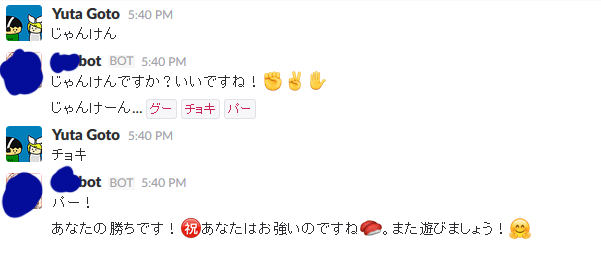 Yuta Goto 5:40 PM
じゃんけん
bot BOT 5:40 PM
じゃんけんですか？いいですね！✊✌✋
じゃんけーん... グー チョキ パー
Yuta Goto 5:40 PM
チョキ
bot BOT 5:40 PM
パー！
あなたの勝ちです！㊗あなたはお強いのですね🍣。また遊びましょう！🤗